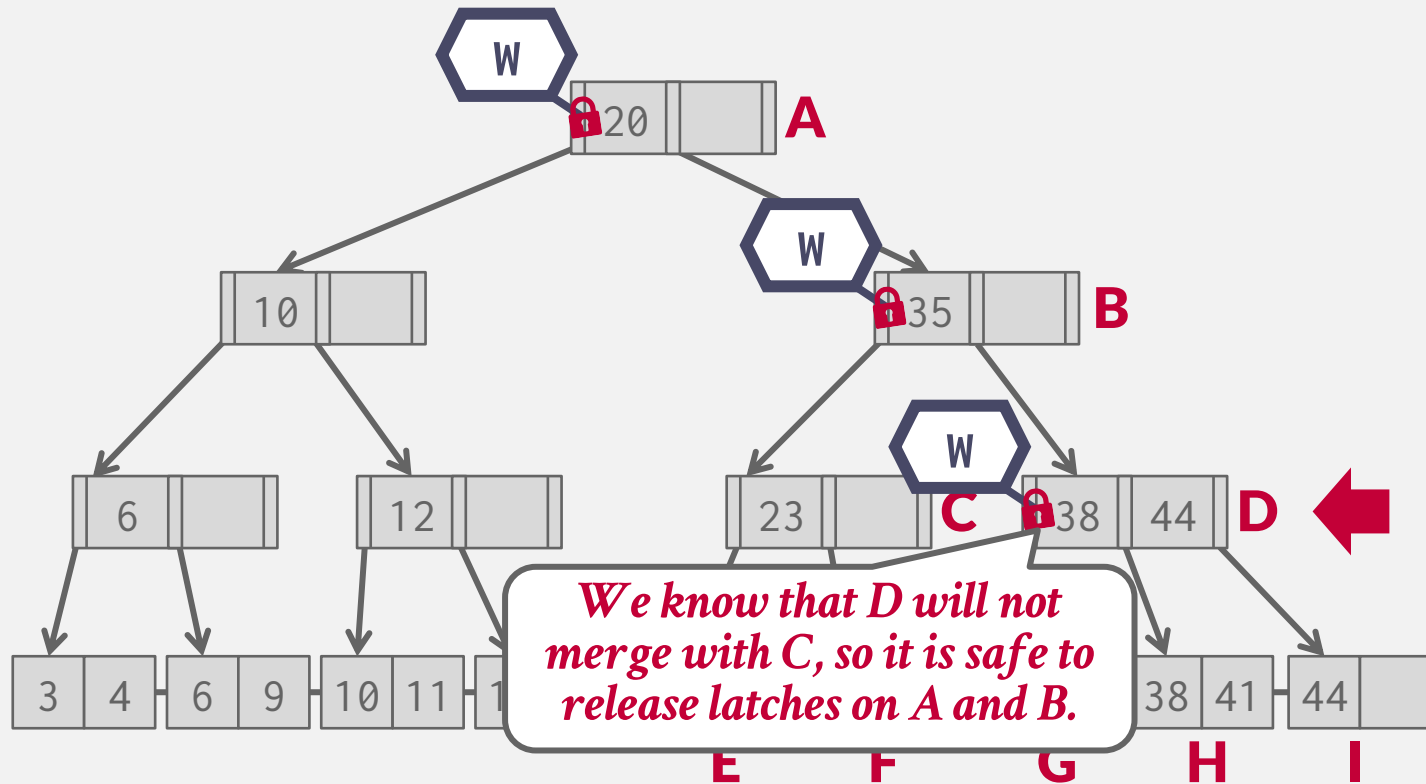 W
20 A
W
10
35 B
W
6
12
23 C
38 44 D
We know that D will not
merge with C, so it is safe to
release latches on A and B.
3 4 6 9 10 11 38 41 44
E F G H I